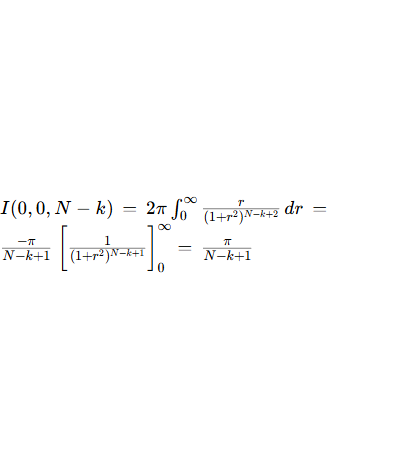 I(0, 0, N − k) = 2π ∫₀^∞ r/(1+r²)^{N−k+2} dr =
−π/(N−k+1) [1/(1+r²)^{N−k+1}]₀^∞ = π/(N−k+1)